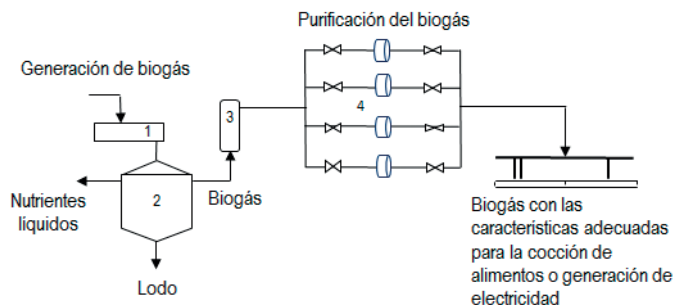 Purificación del biogás
Generación de biogás
1
3
4
2
Nutrientes
líquidos
Biogás
Lodo
Biogás con las
características adecuadas
para la cocción de
alimentos o generación de
electricidad